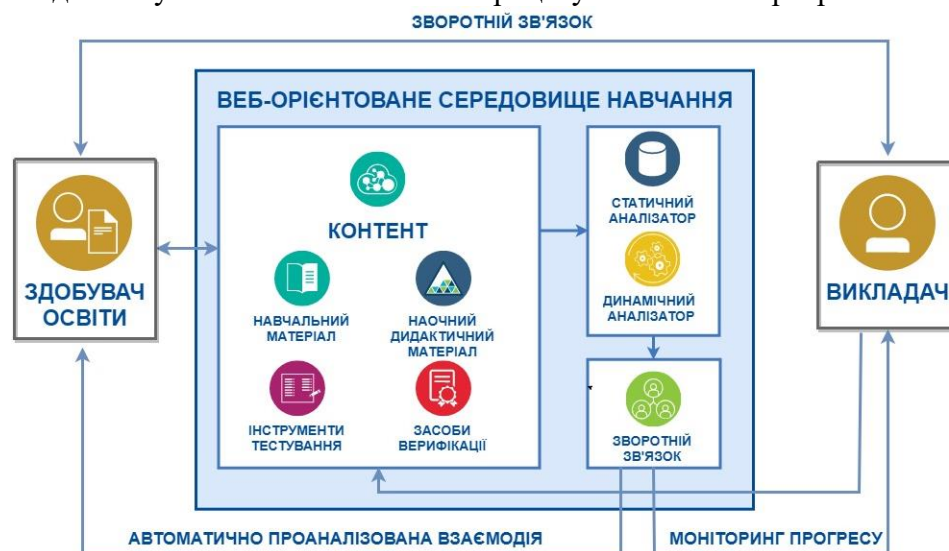 ЗВОРОТНІЙ ЗВ'ЯЗОК
ВЕБ-ОРІЄНТОВАНЕ СЕРЕДОВИЩЕ НАВЧАННЯ
КОНТЕНТ
НАВЧАЛЬНИЙ
МАТЕРІАЛ
НАОЧНИЙ
ДИДАКТИЧНИЙ
МАТЕРІАЛ
ІНСТРУМЕНТИ
ТЕСТУВАННЯ
ЗАСОБИ
ВЕРИФІКАЦІЇ
СТАТИЧНИЙ
АНАЛІЗАТОР
ДИНАМІЧНИЙ
АНАЛІЗАТОР
ЗВОРОТНІЙ
ЗВ'ЯЗОК
ЗДОБУВАЧ
ОСВІТИ
ВИКЛАДАЧ
АВТОМАТИЧНО ПРОАНАЛІЗОВАНА ВЗАЄМОДІЯ
МОНІТОРИНГ ПРОГРЕСУ